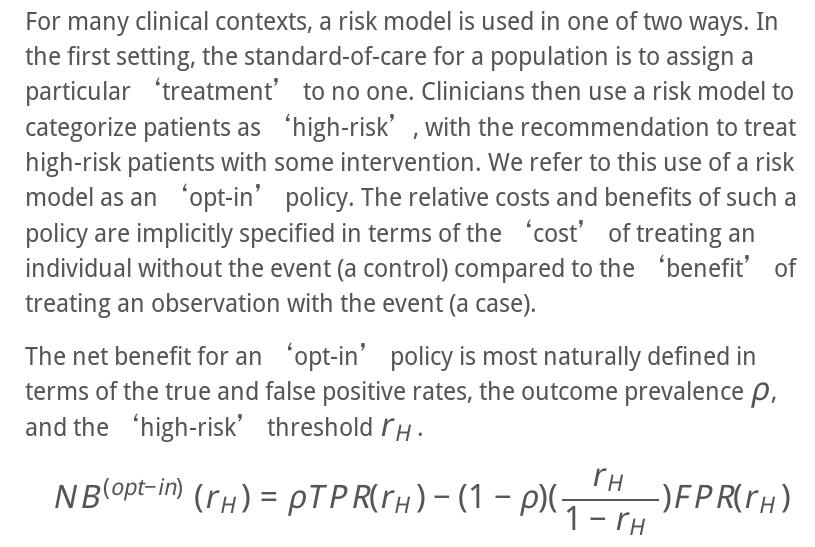 For many clinical contexts, a risk model is used in one of two ways. In
the first setting, the standard-of-care for a population is to assign a
particular ‘treatment’ to no one. Clinicians then use a risk model to
categorize patients as ‘high-risk’, with the recommendation to treat
high-risk patients with some intervention. We refer to this use of a risk
model as an ‘opt-in’ policy. The relative costs and benefits of such a
policy are implicitly specified in terms of the ‘cost’ of treating an
individual without the event (a control) compared to the ‘benefit’ of
treating an observation with the event (a case).
The net benefit for an ‘opt-in’ policy is most naturally defined in
terms of the true and false positive rates, the outcome prevalence ρ,
and the ‘high-risk’ threshold r_H.
NB^(opt−in) (r_H) = ρTPR(r_H) − (1 − ρ)(r_H / (1 − r_H))FPR(r_H)